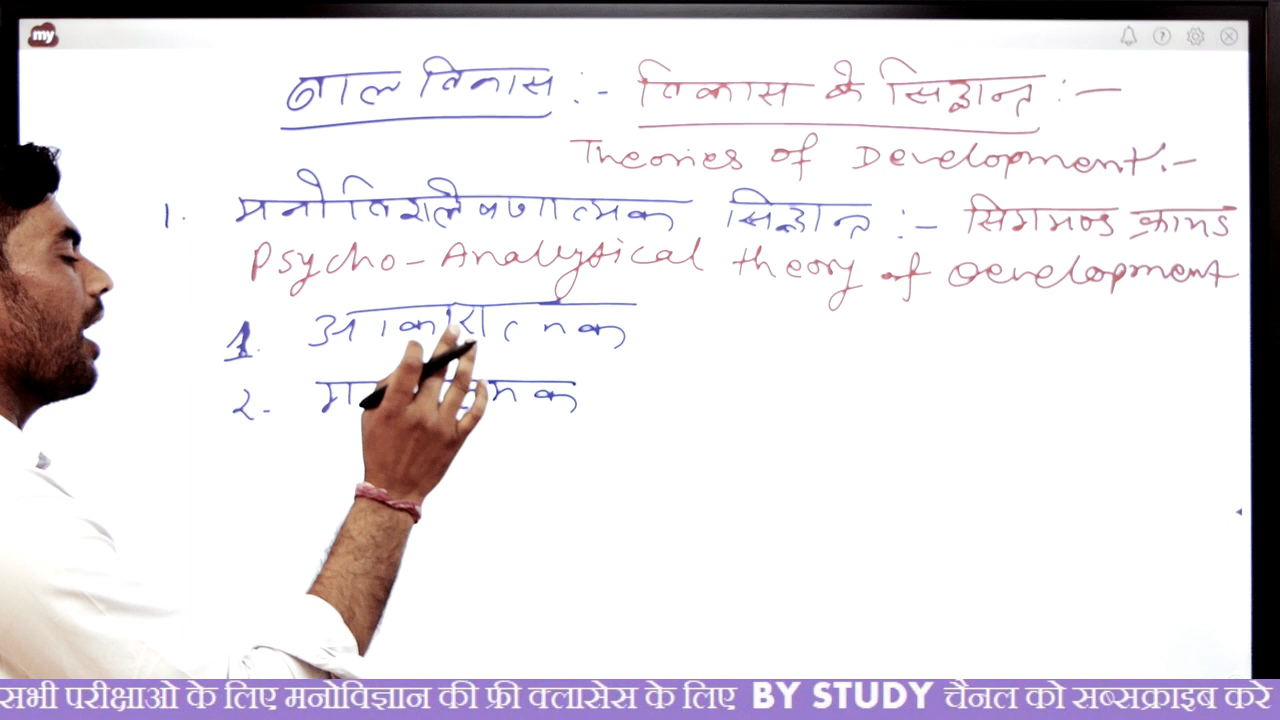 my
बाल विकास :- विकास के सिद्धान्त :-
Theories of Development :-
1. मनोविश्लेषणात्मक सिद्धान्त :- सिगमण्ड फ्रायड
Psycho-Analytical theory of Development
1. आकारात्मक
2.
सभी परीक्षाओ के लिए मनोविज्ञान की फ्री क्लासेस के लिए BY STUDY चैनल को सब्सक्राइब करे